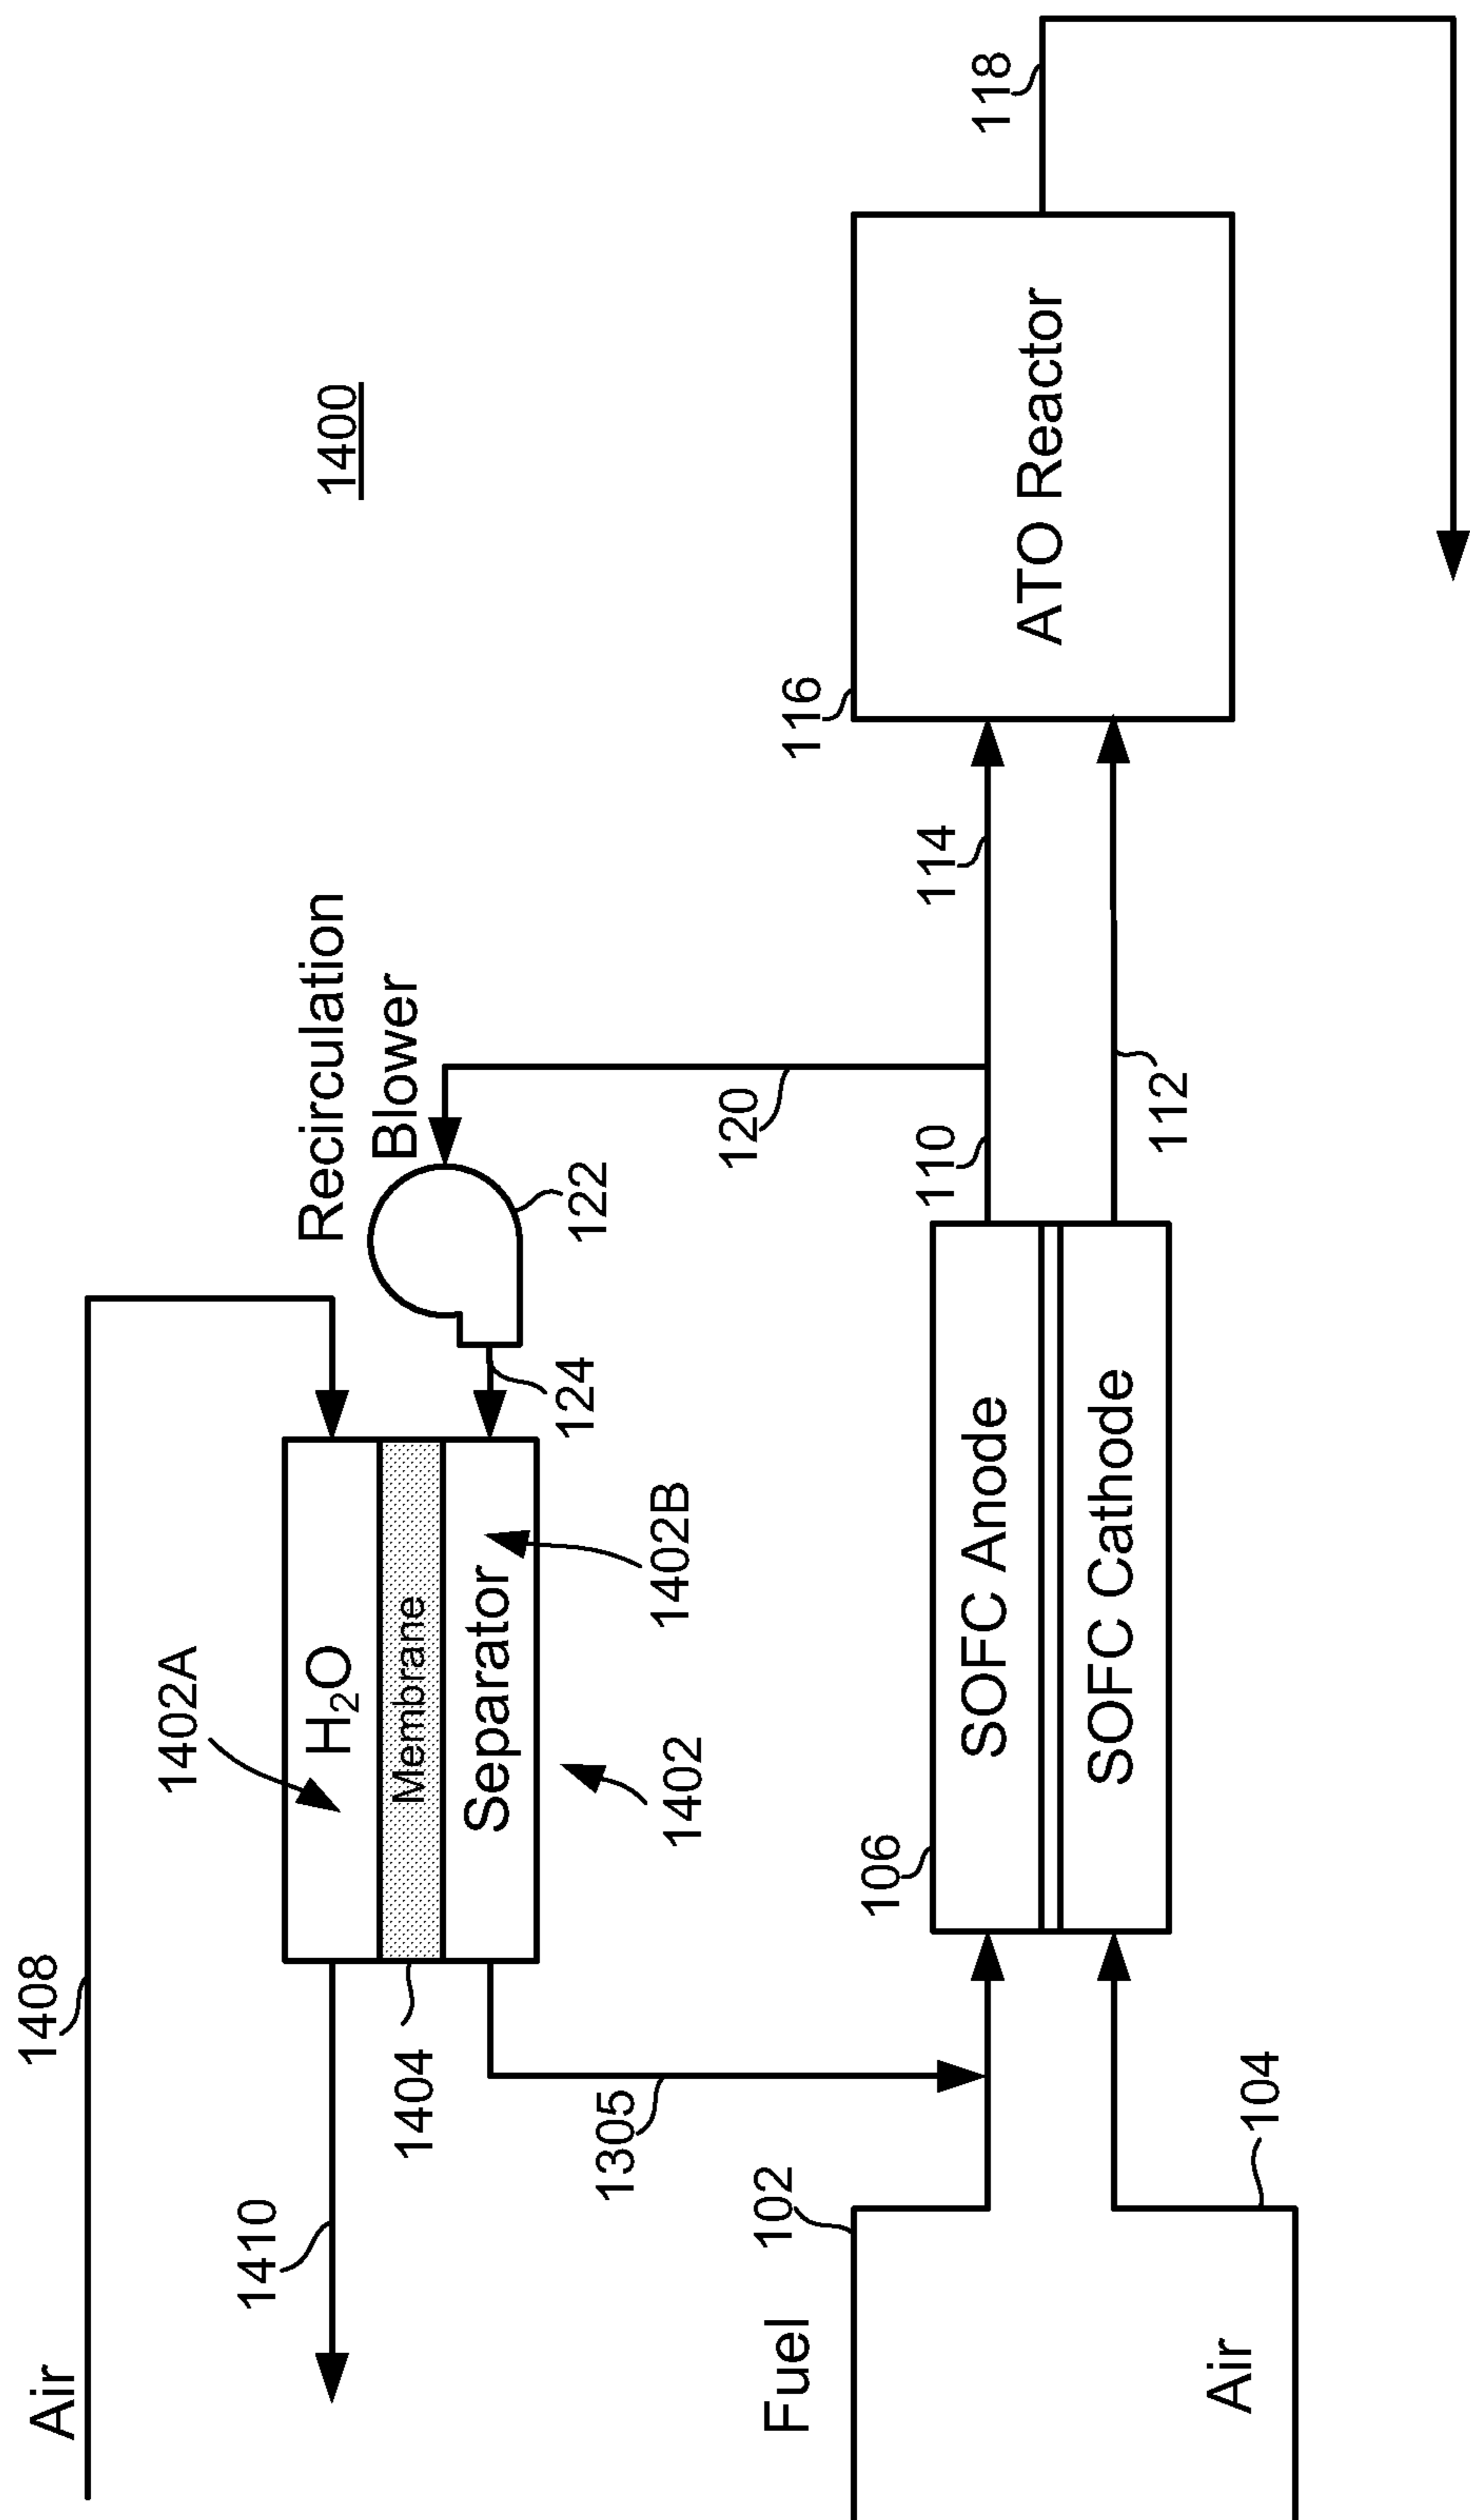 Air
1408
1400
1410
1402A
Recirculation
Blower
H₂O
Membrane
Separator
1404
124
122
1402
1402B
1305
120
118
Fuel
102
106
110
114
116
SOFC Anode
SOFC Cathode
ATO Reactor
112
Air
104